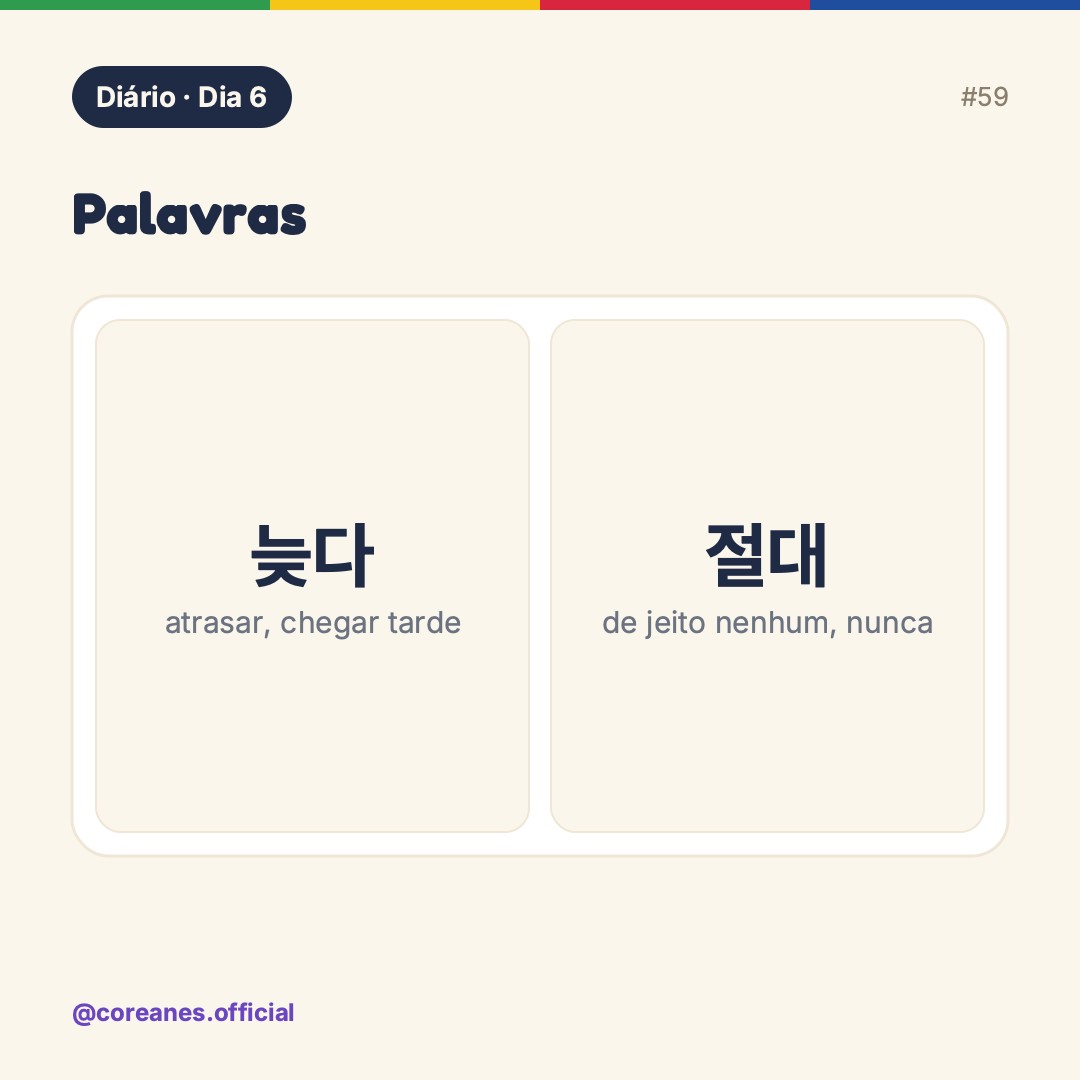 Diário · Dia 6
#59
Palavras
늦다
atrasar, chegar tarde
절대
de jeito nenhum, nunca
@coreanes.official